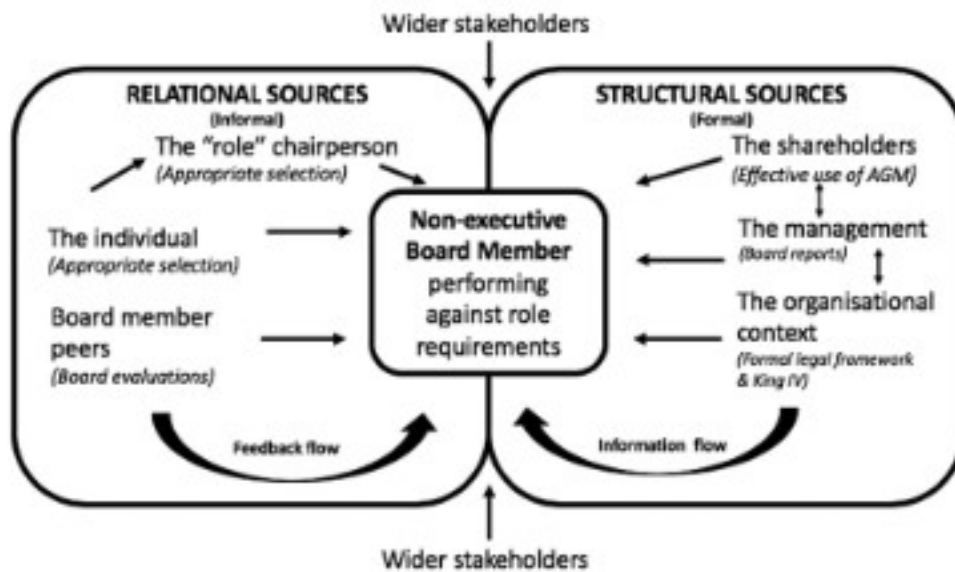 Wider stakeholders
RELATIONAL SOURCES
(Informal)
The "role" chairperson
(Appropriate selection)
The individual
(Appropriate selection)
Board member
peers
(Board evaluations)
Feedback flow
Non-executive
Board Member
performing
against role
requirements
STRUCTURAL SOURCES
(Formal)
The shareholders
(Effective use of AGM)
The management
(Board reports)
The organisational
context
(Formal legal framework
& King IV)
Information flow
Wider stakeholders